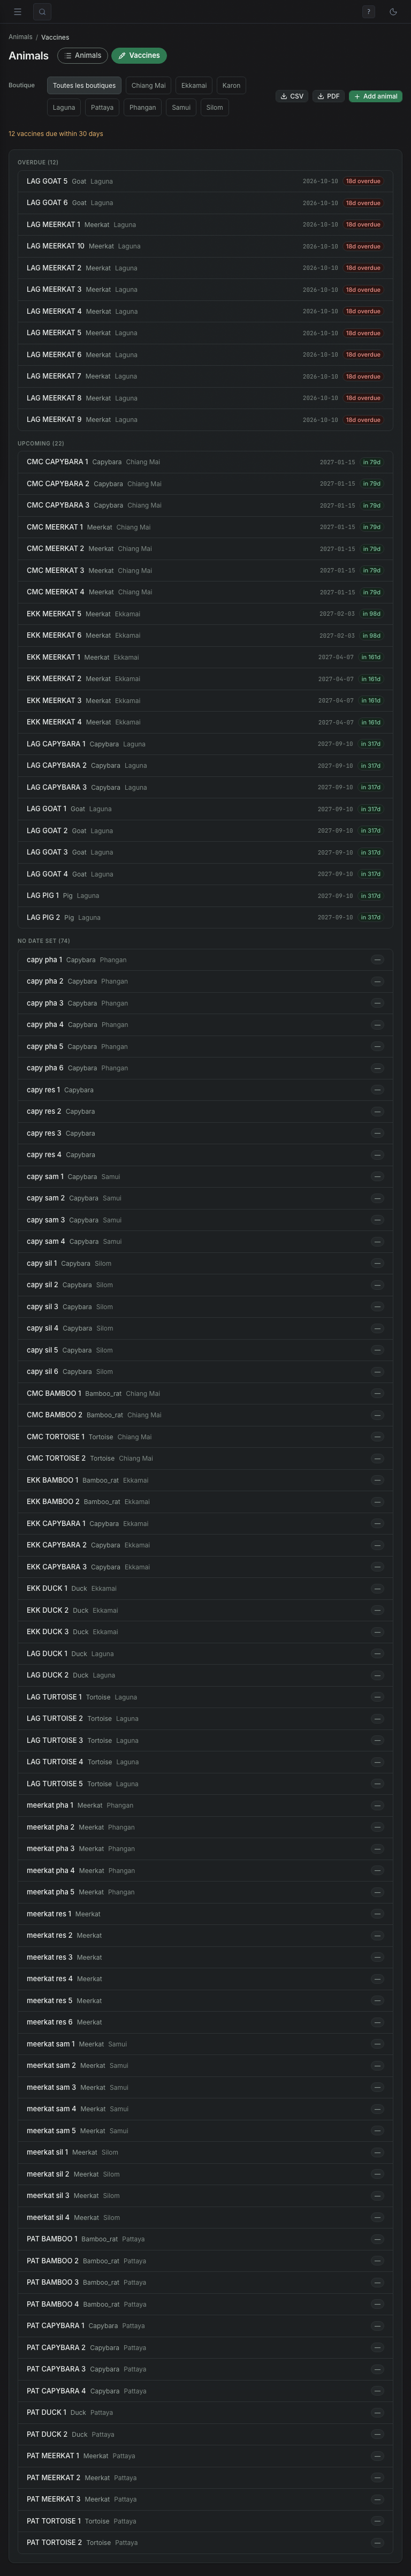 ?
Animals / Vaccines
Animals Animals Vaccines
Boutique Toutes les boutiques Chiang Mai Ekkamai Karon
Laguna Pattaya Phangan Samui Silom
CSV PDF + Add animal
12 vaccines due within 30 days
OVERDUE (12)
LAG GOAT 5 Goat Laguna 2026-10-10 18d overdue
LAG GOAT 6 Goat Laguna 2026-10-10 18d overdue
LAG MEERKAT 1 Meerkat Laguna 2026-10-10 18d overdue
LAG MEERKAT 10 Meerkat Laguna 2026-10-10 18d overdue
LAG MEERKAT 2 Meerkat Laguna 2026-10-10 18d overdue
LAG MEERKAT 3 Meerkat Laguna 2026-10-10 18d overdue
LAG MEERKAT 4 Meerkat Laguna 2026-10-10 18d overdue
LAG MEERKAT 5 Meerkat Laguna 2026-10-10 18d overdue
LAG MEERKAT 6 Meerkat Laguna 2026-10-10 18d overdue
LAG MEERKAT 7 Meerkat Laguna 2026-10-10 18d overdue
LAG MEERKAT 8 Meerkat Laguna 2026-10-10 18d overdue
LAG MEERKAT 9 Meerkat Laguna 2026-10-10 18d overdue
UPCOMING (22)
CMC CAPYBARA 1 Capybara Chiang Mai 2027-01-15 in 79d
CMC CAPYBARA 2 Capybara Chiang Mai 2027-01-15 in 79d
CMC CAPYBARA 3 Capybara Chiang Mai 2027-01-15 in 79d
CMC MEERKAT 1 Meerkat Chiang Mai 2027-01-15 in 79d
CMC MEERKAT 2 Meerkat Chiang Mai 2027-01-15 in 79d
CMC MEERKAT 3 Meerkat Chiang Mai 2027-01-15 in 79d
CMC MEERKAT 4 Meerkat Chiang Mai 2027-01-15 in 79d
EKK MEERKAT 5 Meerkat Ekkamai 2027-02-03 in 98d
EKK MEERKAT 6 Meerkat Ekkamai 2027-02-03 in 98d
EKK MEERKAT 1 Meerkat Ekkamai 2027-04-07 in 161d
EKK MEERKAT 2 Meerkat Ekkamai 2027-04-07 in 161d
EKK MEERKAT 3 Meerkat Ekkamai 2027-04-07 in 161d
EKK MEERKAT 4 Meerkat Ekkamai 2027-04-07 in 161d
LAG CAPYBARA 1 Capybara Laguna 2027-09-10 in 317d
LAG CAPYBARA 2 Capybara Laguna 2027-09-10 in 317d
LAG CAPYBARA 3 Capybara Laguna 2027-09-10 in 317d
LAG GOAT 1 Goat Laguna 2027-09-10 in 317d
LAG GOAT 2 Goat Laguna 2027-09-10 in 317d
LAG GOAT 3 Goat Laguna 2027-09-10 in 317d
LAG GOAT 4 Goat Laguna 2027-09-10 in 317d
LAG PIG 1 Pig Laguna 2027-09-10 in 317d
LAG PIG 2 Pig Laguna 2027-09-10 in 317d
NO DATE SET (74)
capy pha 1 Capybara Phangan —
capy pha 2 Capybara Phangan —
capy pha 3 Capybara Phangan —
capy pha 4 Capybara Phangan —
capy pha 5 Capybara Phangan —
capy pha 6 Capybara Phangan —
capy res 1 Capybara —
capy res 2 Capybara —
capy res 3 Capybara —
capy res 4 Capybara —
capy sam 1 Capybara Samui —
capy sam 2 Capybara Samui —
capy sam 3 Capybara Samui —
capy sam 4 Capybara Samui —
capy sil 1 Capybara Silom —
capy sil 2 Capybara Silom —
capy sil 3 Capybara Silom —
capy sil 4 Capybara Silom —
capy sil 5 Capybara Silom —
capy sil 6 Capybara Silom —
CMC BAMBOO 1 Bamboo_rat Chiang Mai —
CMC BAMBOO 2 Bamboo_rat Chiang Mai —
CMC TORTOISE 1 Tortoise Chiang Mai —
CMC TORTOISE 2 Tortoise Chiang Mai —
EKK BAMBOO 1 Bamboo_rat Ekkamai —
EKK BAMBOO 2 Bamboo_rat Ekkamai —
EKK CAPYBARA 1 Capybara Ekkamai —
EKK CAPYBARA 2 Capybara Ekkamai —
EKK CAPYBARA 3 Capybara Ekkamai —
EKK DUCK 1 Duck Ekkamai —
EKK DUCK 2 Duck Ekkamai —
EKK DUCK 3 Duck Ekkamai —
LAG DUCK 1 Duck Laguna —
LAG DUCK 2 Duck Laguna —
LAG TURTOISE 1 Tortoise Laguna —
LAG TURTOISE 2 Tortoise Laguna —
LAG TURTOISE 3 Tortoise Laguna —
LAG TURTOISE 4 Tortoise Laguna —
LAG TURTOISE 5 Tortoise Laguna —
meerkat pha 1 Meerkat Phangan —
meerkat pha 2 Meerkat Phangan —
meerkat pha 3 Meerkat Phangan —
meerkat pha 4 Meerkat Phangan —
meerkat pha 5 Meerkat Phangan —
meerkat res 1 Meerkat —
meerkat res 2 Meerkat —
meerkat res 3 Meerkat —
meerkat res 4 Meerkat —
meerkat res 5 Meerkat —
meerkat res 6 Meerkat —
meerkat sam 1 Meerkat Samui —
meerkat sam 2 Meerkat Samui —
meerkat sam 3 Meerkat Samui —
meerkat sam 4 Meerkat Samui —
meerkat sam 5 Meerkat Samui —
meerkat sil 1 Meerkat Silom —
meerkat sil 2 Meerkat Silom —
meerkat sil 3 Meerkat Silom —
meerkat sil 4 Meerkat Silom —
PAT BAMBOO 1 Bamboo_rat Pattaya —
PAT BAMBOO 2 Bamboo_rat Pattaya —
PAT BAMBOO 3 Bamboo_rat Pattaya —
PAT BAMBOO 4 Bamboo_rat Pattaya —
PAT CAPYBARA 1 Capybara Pattaya —
PAT CAPYBARA 2 Capybara Pattaya —
PAT CAPYBARA 3 Capybara Pattaya —
PAT CAPYBARA 4 Capybara Pattaya —
PAT DUCK 1 Duck Pattaya —
PAT DUCK 2 Duck Pattaya —
PAT MEERKAT 1 Meerkat Pattaya —
PAT MEERKAT 2 Meerkat Pattaya —
PAT MEERKAT 3 Meerkat Pattaya —
PAT TORTOISE 1 Tortoise Pattaya —
PAT TORTOISE 2 Tortoise Pattaya —